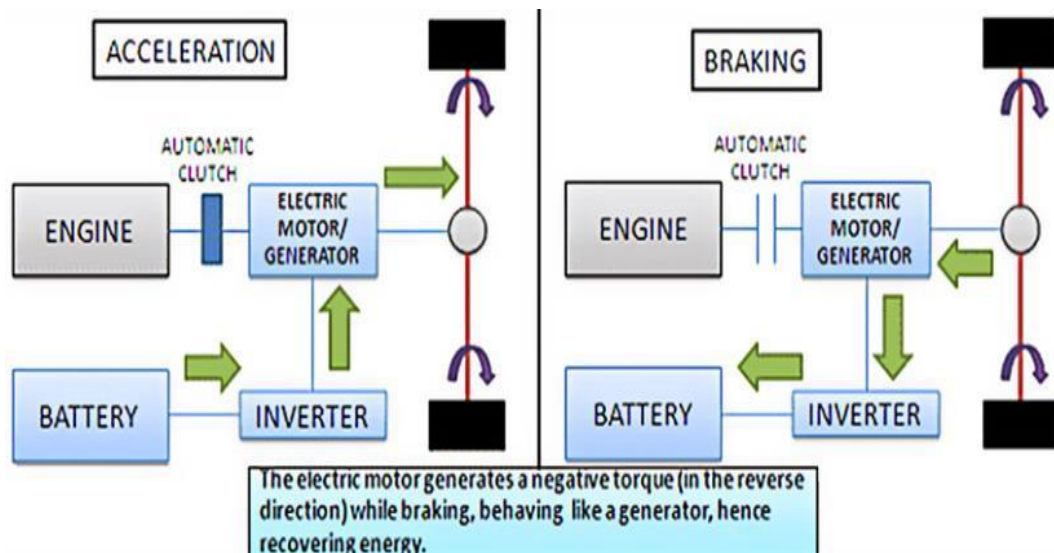 ACCELERATION
AUTOMATIC
CLUTCH
ENGINE
ELECTRIC
MOTOR/
GENERATOR
BATTERY
INVERTER
BRAKING
AUTOMATIC
CLUTCH
ENGINE
ELECTRIC
MOTOR/
GENERATOR
BATTERY
INVERTER
The electric motor generates a negative torque (in the reverse
direction) while braking, behaving like a generator, hence
recovering energy.